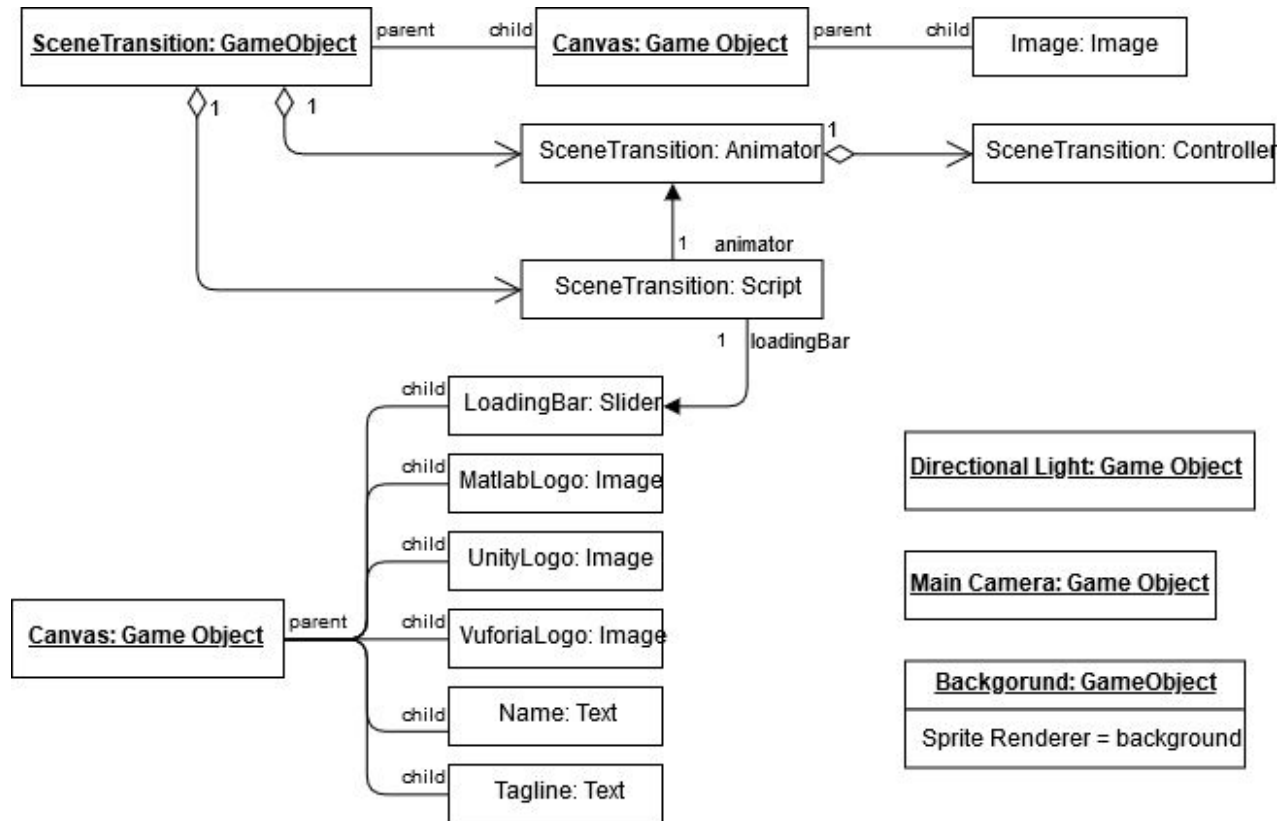 SceneTransition: GameObject
parent
child
Canvas: Game Object
parent
child
Image: Image
1
1
SceneTransition: Animator
1
SceneTransition: Controller
1
animator
SceneTransition: Script
1
loadingBar
child
LoadingBar: Slider
child
MatlabLogo: Image
child
UnityLogo: Image
Canvas: Game Object
parent
child
VuforiaLogo: Image
child
Name: Text
child
Tagline: Text
Directional Light: Game Object
Main Camera: Game Object
Backgorund: GameObject
Sprite Renderer = background